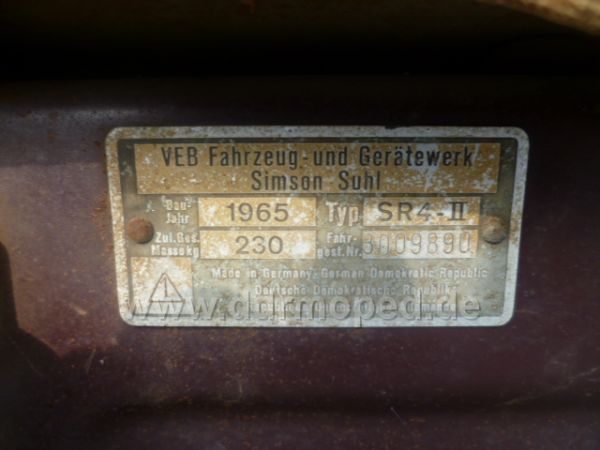 VEB Fahrzeug- und Gerätewerk
Simson Suhl
Bau-Jahr 1965 Typ SR4-II
Zul. Ges. Masse kg 230 Fahr-gest. Nr. 3009890
Made in Germany, German Democratic Republic
Deutsche Demokratische Republik
www.ddrmoped.de